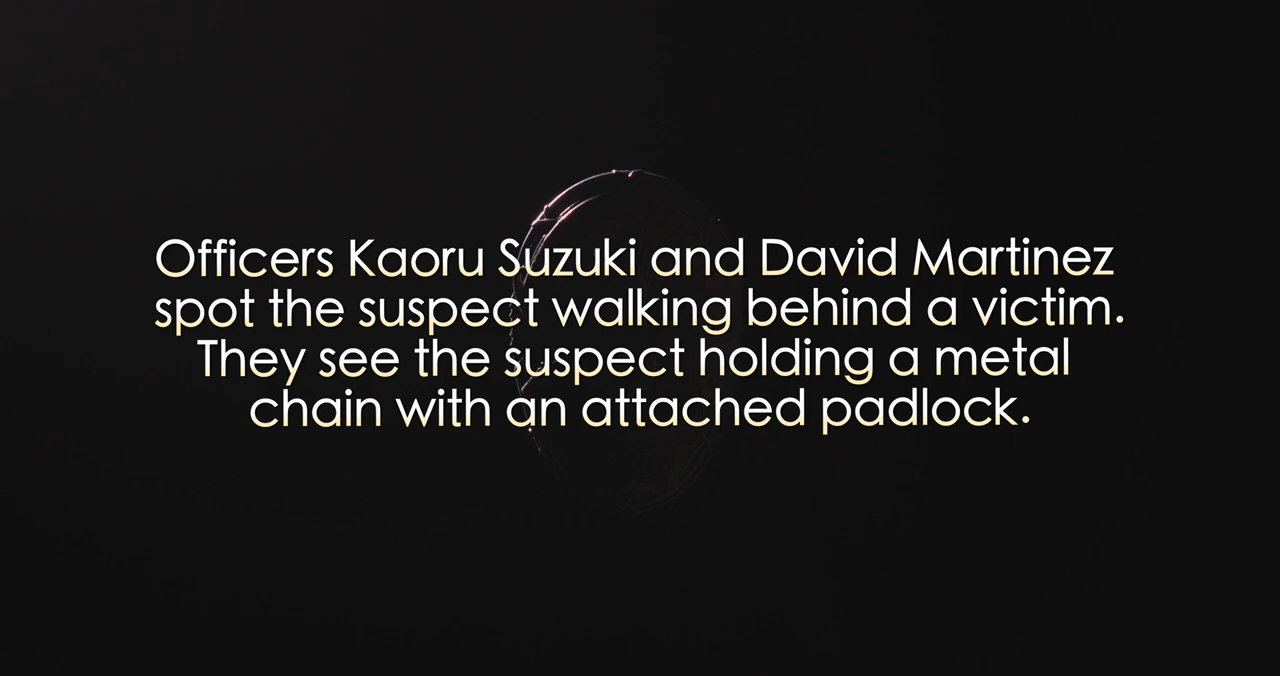 Officers Kaoru Suzuki and David Martinez
spot the suspect walking behind a victim.
They see the suspect holding a metal
chain with an attached padlock.